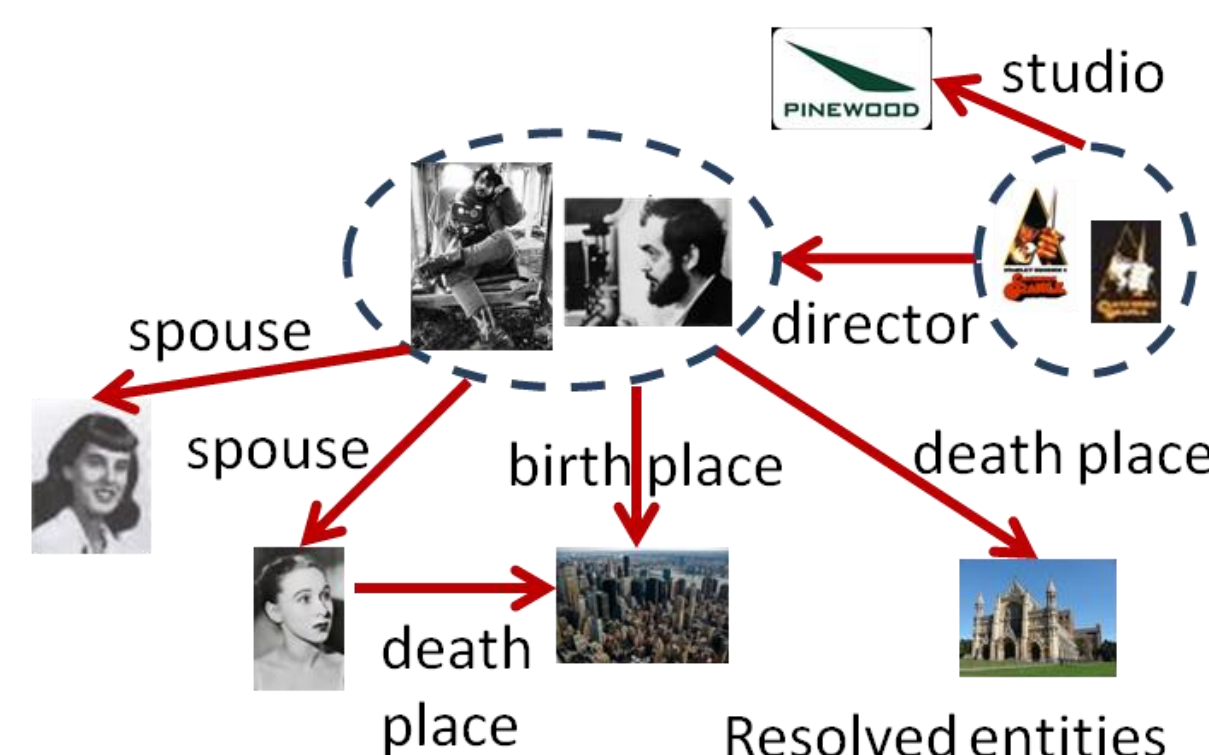 studio
PINEWOOD
director
spouse
spouse
birth place
death place
death
place
Resolved entities